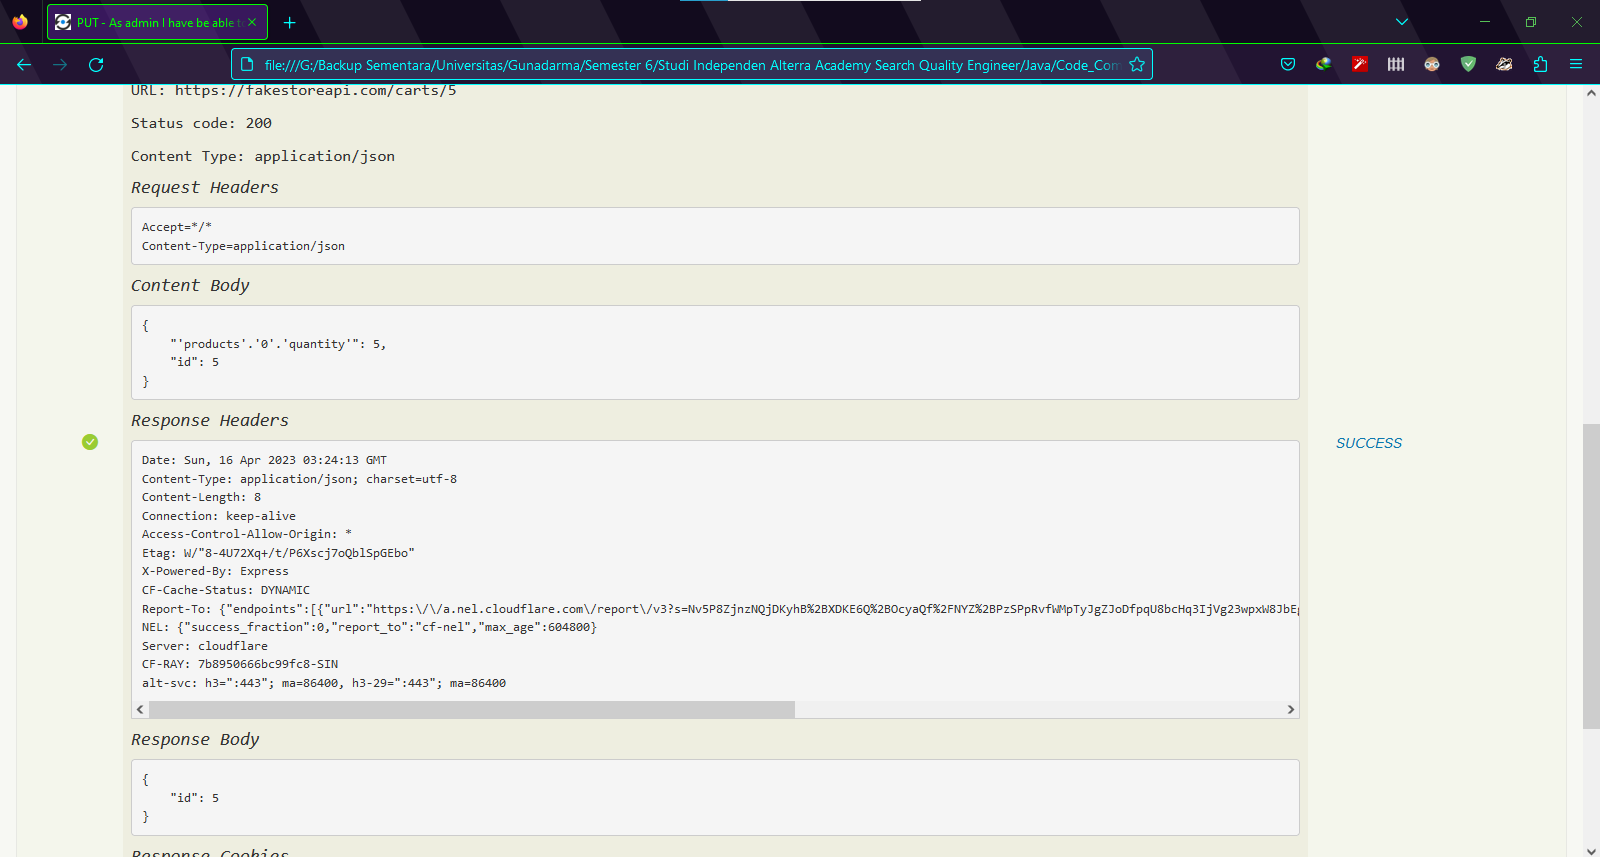 PUT - As admin I have be able t
file:///G:/Backup Sementara/Universitas/Gunadarma/Semester 6/Studi Independen Alterra Academy Search Quality Engineer/Java/Code_Com
URL: https://fakestoreapi.com/carts/5
Status code: 200
Content Type: application/json
Request Headers
Accept=*/*
Content-Type=application/json
Content Body
{
    "'products'.'0'.'quantity'": 5,
    "id": 5
}
Response Headers
Date: Sun, 16 Apr 2023 03:24:13 GMT
Content-Type: application/json; charset=utf-8
Content-Length: 8
Connection: keep-alive
Access-Control-Allow-Origin: *
Etag: W/"8-4U72Xq+/t/P6Xscj7oQblSpGEbo"
X-Powered-By: Express
CF-Cache-Status: DYNAMIC
Report-To: {"endpoints":[{"url":"https:\/\/a.nel.cloudflare.com\/report\/v3?s=Nv5P8ZjnzNQjDKyhB%2BXDKE6Q%2BOcyaQf%2FNYZ%2BPzSPpRvfWMpTyJgZJoDfpqU8bcHq3IjVg23wpxW8JbEg
NEL: {"success_fraction":0,"report_to":"cf-nel","max_age":604800}
Server: cloudflare
CF-RAY: 7b8950666bc99fc8-SIN
alt-svc: h3=":443"; ma=86400, h3-29=":443"; ma=86400
SUCCESS
Response Body
{
    "id": 5
}
Response Cookies